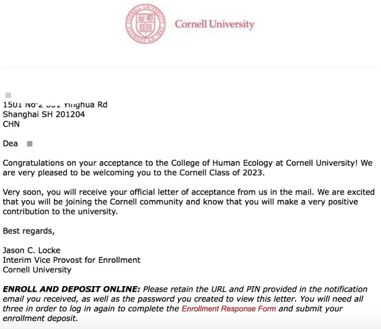 Cornell University
Shanghai SH 201204
CHN
Dea
Congratulations on your acceptance to the College of Human Ecology at Cornell University! We
are very pleased to be welcoming you to the Cornell Class of 2023.
Very soon, you will receive your official letter of acceptance from us in the mail. We are excited
that you will be joining the Cornell community and know that you will make a very positive
contribution to the university.
Best regards,
Jason C. Locke
Interim Vice Provost for Enrollment
Cornell University
ENROLL AND DEPOSIT ONLINE: Please retain the URL and PIN provided in the notification
email you received, as well as the password you created to view this letter. You will need all
three in order to log in again to complete the Enrollment Response Form and submit your
enrollment deposit.